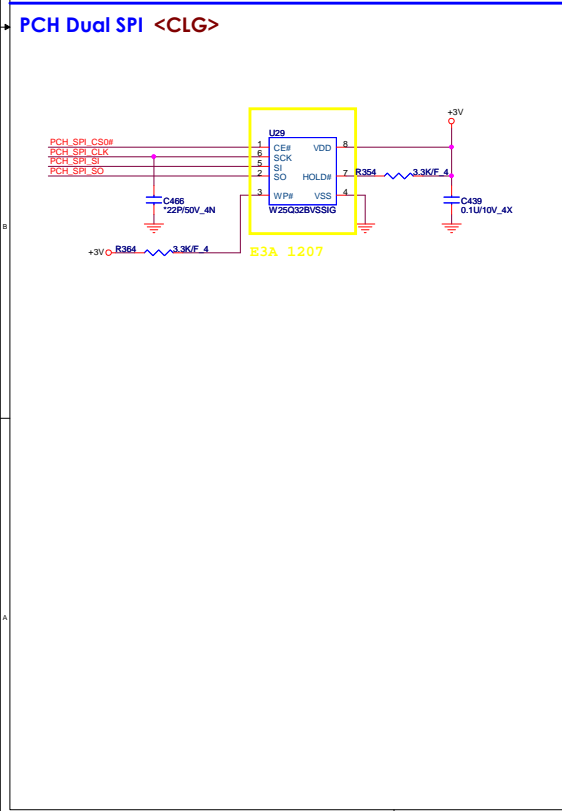 PCH Dual SPI <CLG>
+3V
U29
PCH_SPI_CS0# 1 CE# VDD 8
PCH_SPI_CLK 6 SCK
PCH_SPI_SI 5 SI
PCH_SPI_SO 2 SO HOLD# 7 R354 3.3K/F_4
3 WP# VSS 4
C466
*22P/50V_4N
W25Q32BVSSIG
C439
0.1U/10V_4X
+3V R364 3.3K/F_4
E3A 1207
B
A